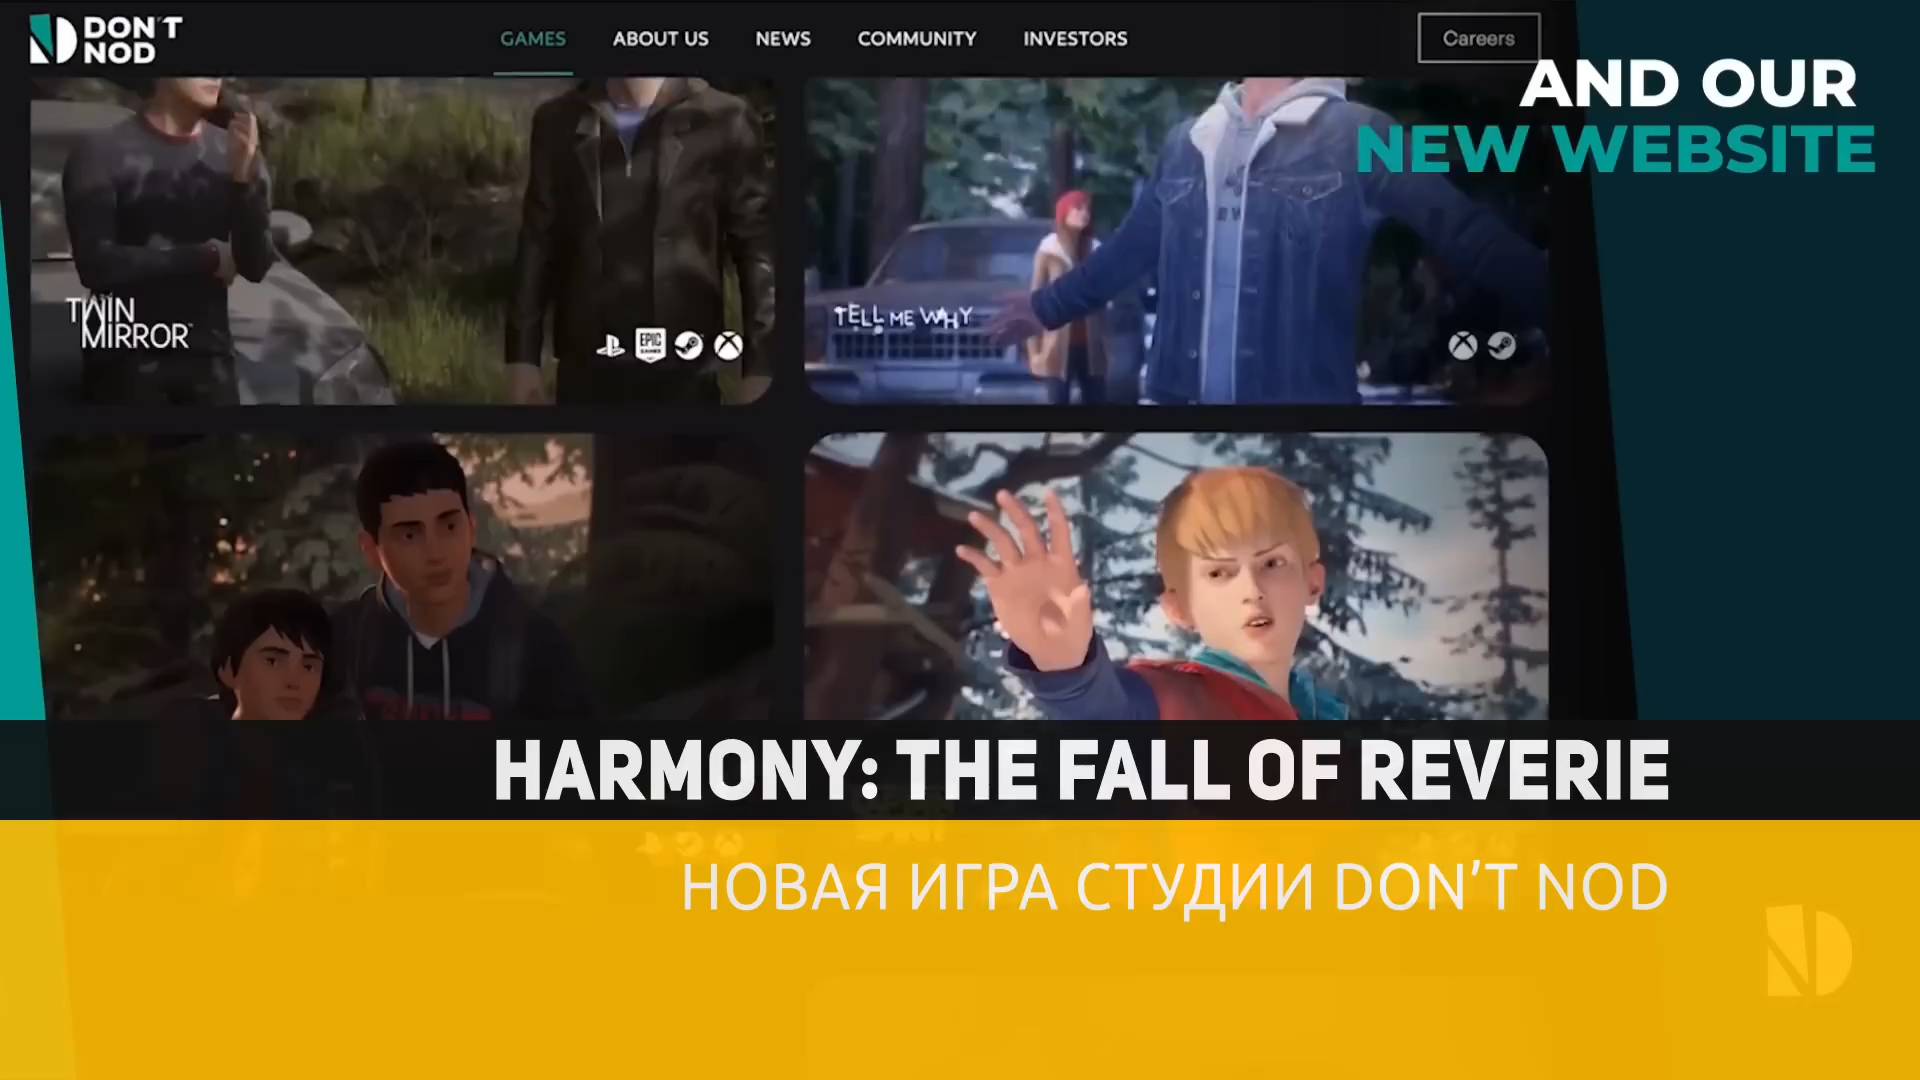 DON'T
NOD
GAMES
ABOUT US
NEWS
COMMUNITY
INVESTORS
Careers
AND OUR
NEW WEBSITE
TWIN
MIRROR
EPIC
GAMES
TELL ME WHY
HARMONY: THE FALL OF REVERIE
НОВАЯ ИГРА СТУДИИ DON'T NOD